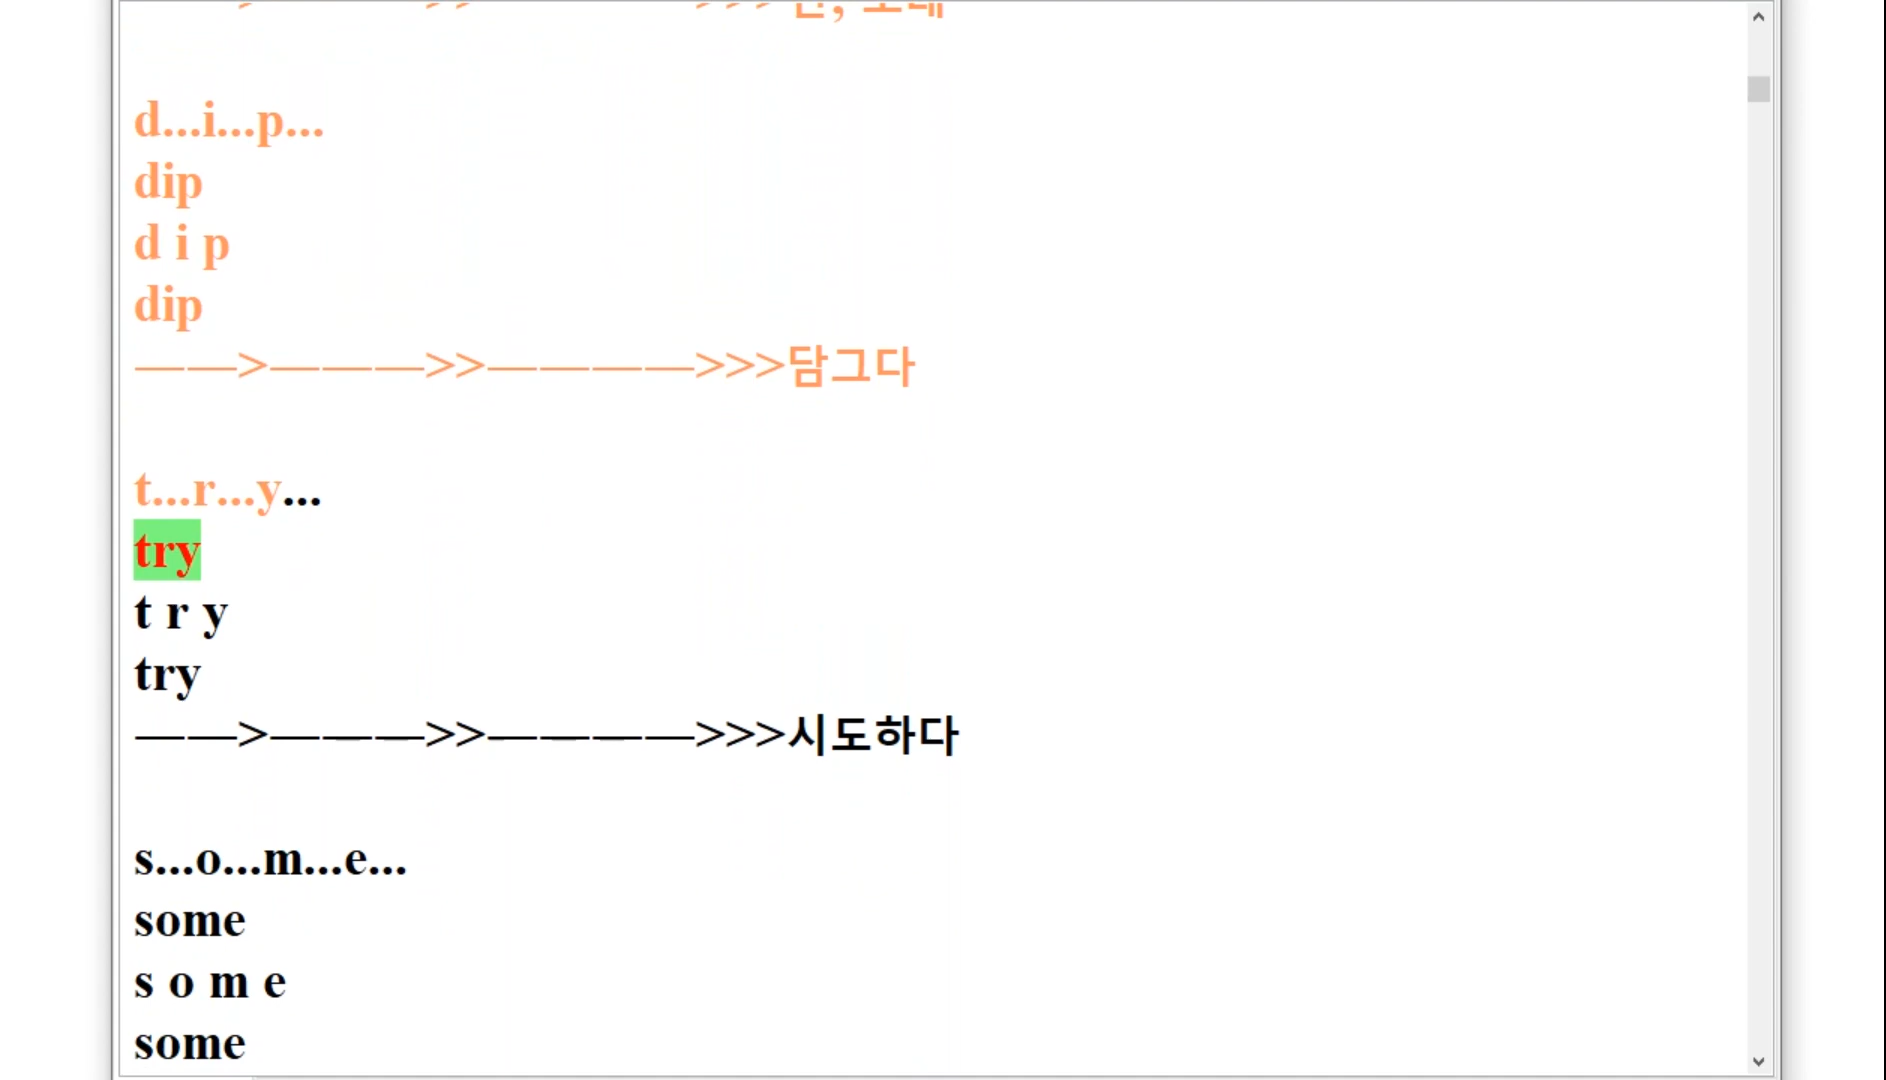 d...i...p...
dip
d i p
dip
——>———>>————>>>담그다
t...r...y...
try
t r y
try
——>———>>————>>>시도하다
s...o...m...e...
some
s o m e
some